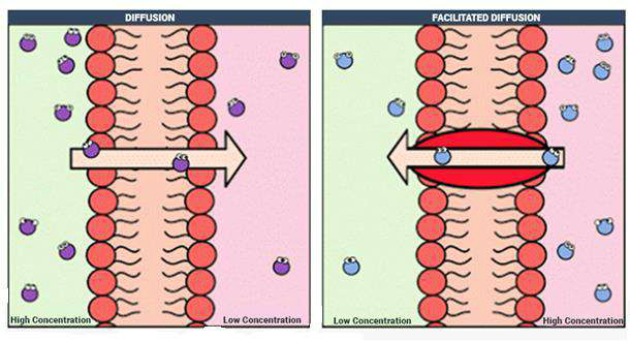 DIFFUSION
High Concentration
Low Concentration
FACILITATED DIFFUSION
Low Concentration
High Concentration